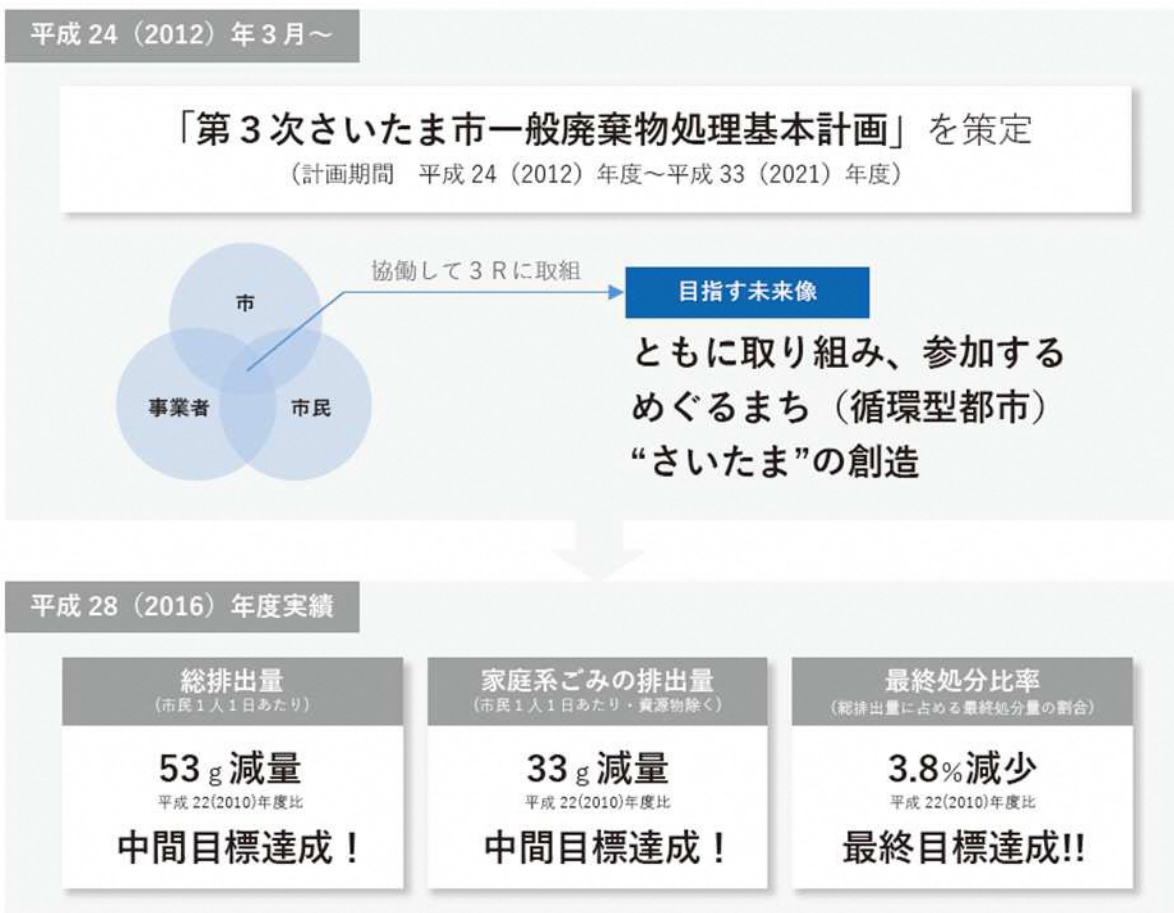 平成 24（2012）年３月～
「第３次さいたま市一般廃棄物処理基本計画」を策定
（計画期間　平成 24（2012）年度～平成 33（2021）年度）
市
事業者
市民
協働して３Ｒに取組
目指す未来像
ともに取り組み、参加する
めぐるまち（循環型都市）
“さいたま”の創造
平成 28（2016）年度実績
総排出量
（市民１人１日あたり）
53ｇ減量
平成 22(2010)年度比
中間目標達成！
家庭系ごみの排出量
（市民１人１日あたり・資源物除く）
33ｇ減量
平成 22(2010)年度比
中間目標達成！
最終処分比率
（総排出量に占める最終処分量の割合）
3.8%減少
平成 22(2010)年度比
最終目標達成!!